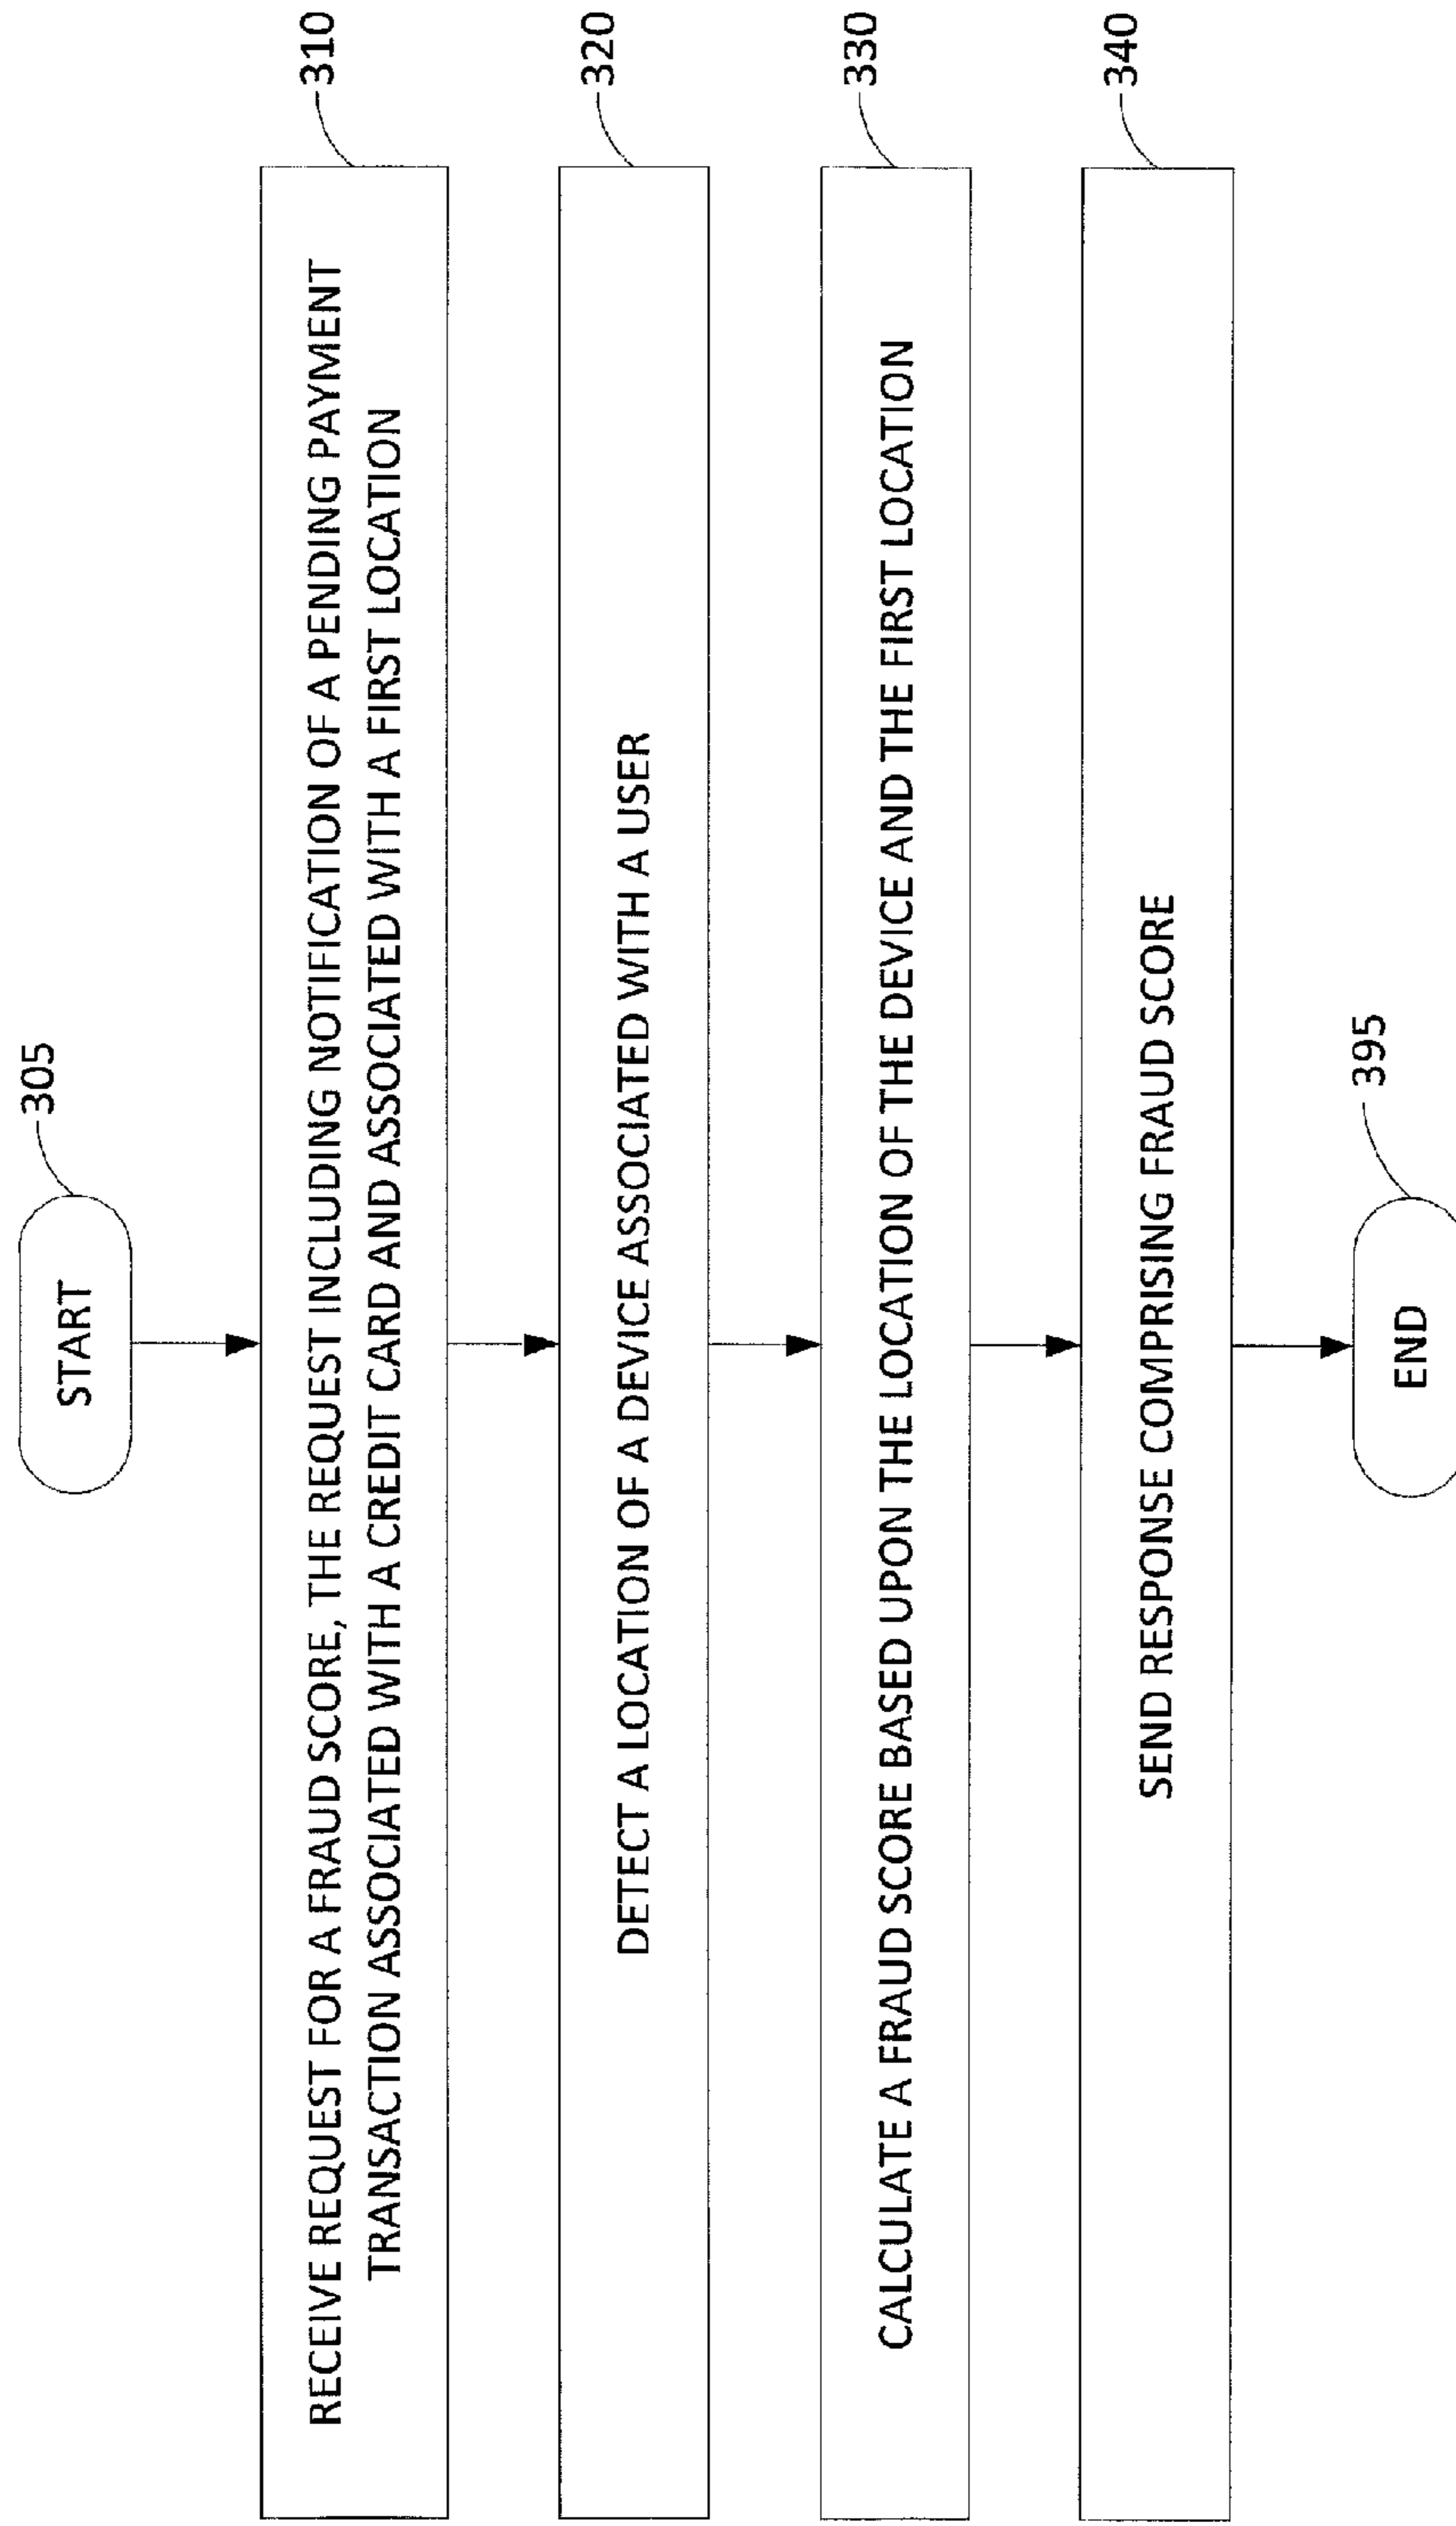 305
START
310
RECEIVE REQUEST FOR A FRAUD SCORE, THE REQUEST INCLUDING NOTIFICATION OF A PENDING PAYMENT
TRANSACTION ASSOCIATED WITH A CREDIT CARD AND ASSOCIATED WITH A FIRST LOCATION
320
DETECT A LOCATION OF A DEVICE ASSOCIATED WITH A USER
330
CALCULATE A FRAUD SCORE BASED UPON THE LOCATION OF THE DEVICE AND THE FIRST LOCATION
340
SEND RESPONSE COMPRISING FRAUD SCORE
395
END